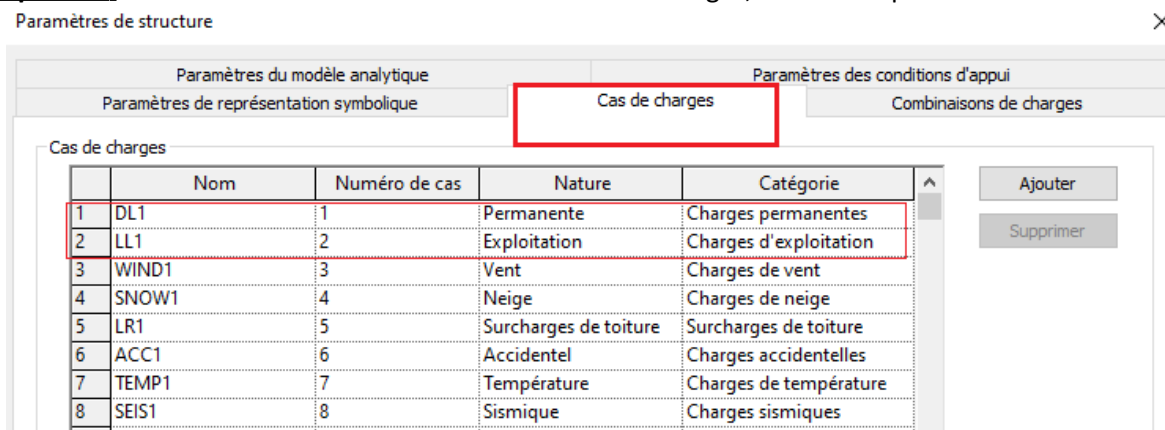 Paramètres de structure
Paramètres du modèle analytique Paramètres des conditions d'appui
Paramètres de représentation symbolique Cas de charges Combinaisons de charges
Cas de charges
Nom Numéro de cas Nature Catégorie Ajouter
1 DL1 1 Permanente Charges permanentes
Supprimer
2 LL1 2 Exploitation Charges d'exploitation
3 WIND1 3 Vent Charges de vent
4 SNOW1 4 Neige Charges de neige
5 LR1 5 Surcharges de toiture Surcharges de toiture
6 ACC1 6 Accidentel Charges accidentelles
7 TEMP1 7 Température Charges de température
8 SEIS1 8 Sismique Charges sismiques